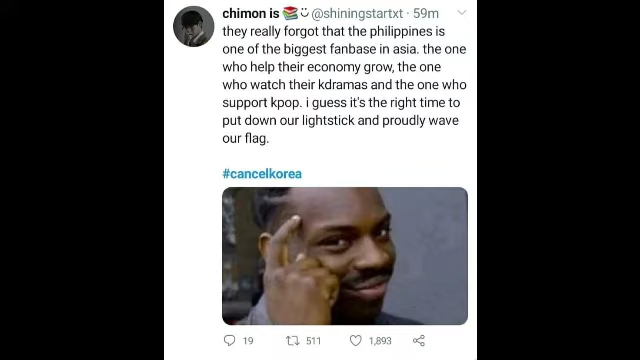 chimon is 📚ت @shiningstartxt · 59m
they really forgot that the philippines is
one of the biggest fanbase in asia. the one
who help their economy grow, the one
who watch their kdramas and the one who
support kpop. i guess it's the right time to
put down our lightstick and proudly wave
our flag.
#cancelkorea
19 511 1,893